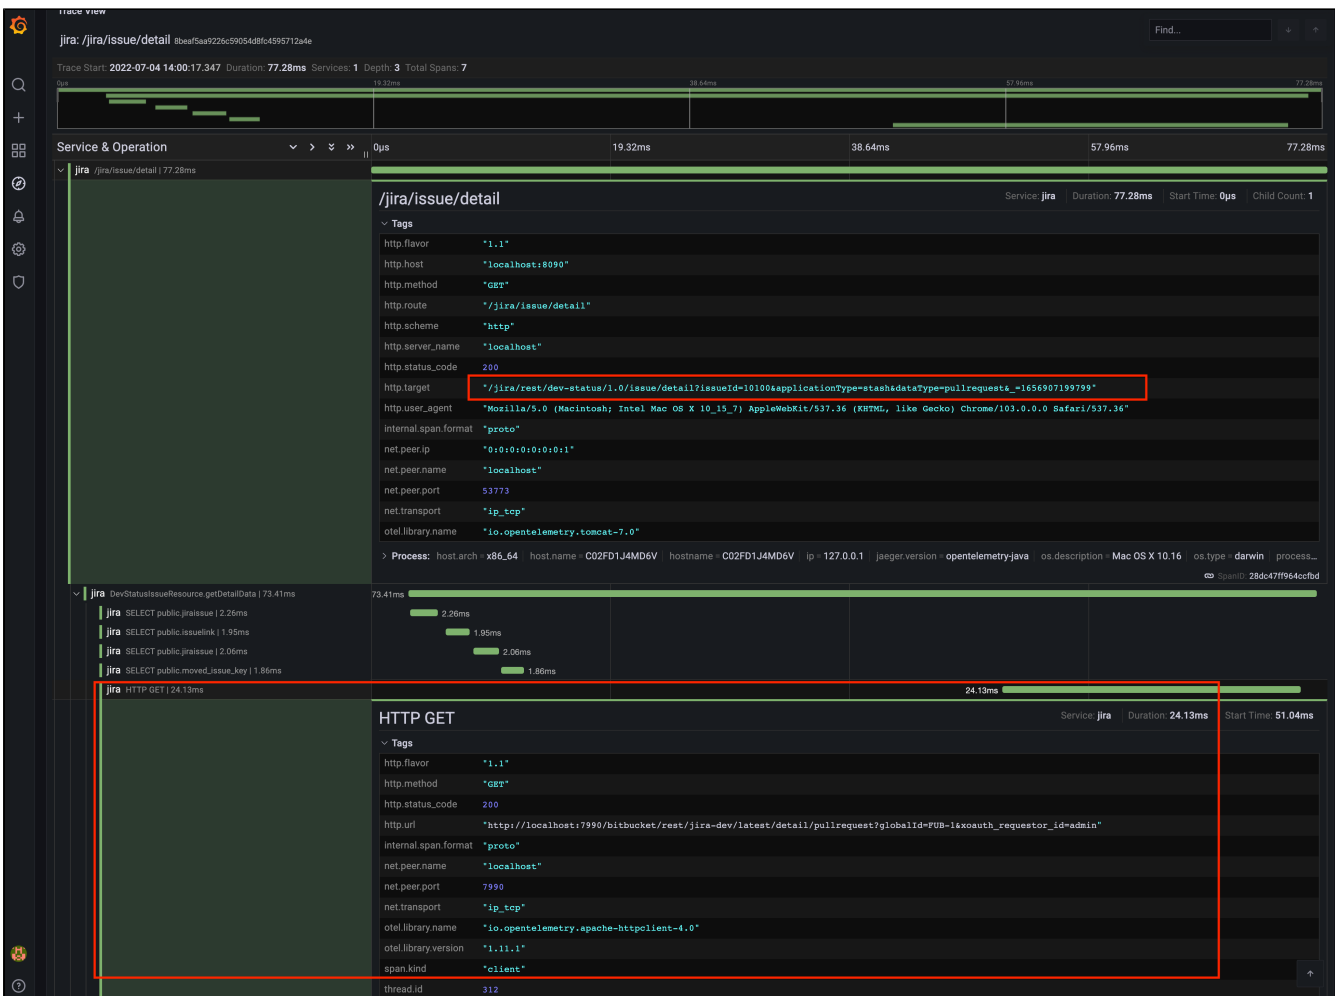 Trace View
jira: /jira/issue/detail 8beaf5aa9226c59054d8fc4595712a4e
Find...
Trace Start: 2022-07-04 14:00:17.347 Duration: 77.28ms Services: 1 Depth: 3 Total Spans: 7
0μs 19.32ms 38.64ms 57.96ms 77.28ms
Service & Operation 0μs 19.32ms 38.64ms 57.96ms 77.28ms
jira /jira/issue/detail | 77.28ms
/jira/issue/detail Service: jira Duration: 77.28ms Start Time: 0μs Child Count: 1
Tags
http.flavor "1.1"
http.host "localhost:8090"
http.method "GET"
http.route "/jira/issue/detail"
http.scheme "http"
http.server_name "localhost"
http.status_code 200
http.target "/jira/rest/dev-status/1.0/issue/detail?issueId=10100&applicationType=stash&dataType=pullrequest&_=1656907199799"
http.user_agent "Mozilla/5.0 (Macintosh; Intel Mac OS X 10_15_7) AppleWebKit/537.36 (KHTML, like Gecko) Chrome/103.0.0.0 Safari/537.36"
internal.span.format "proto"
net.peer.ip "0:0:0:0:0:0:0:1"
net.peer.name "localhost"
net.peer.port 53773
net.transport "ip_tcp"
otel.library.name "io.opentelemetry.tomcat-7.0"
Process: host.arch = x86_64 host.name = C02FD1J4MD6V hostname = C02FD1J4MD6V ip = 127.0.0.1 jaeger.version = opentelemetry-java os.description = Mac OS X 10.16 os.type = darwin process...
SpanID: 28dc47ff964ccfbd
jira DevStatusIssueResource.getDetailData | 73.41ms 73.41ms
jira SELECT public.jiraissue | 2.26ms 2.26ms
jira SELECT public.issuelink | 1.95ms 1.95ms
jira SELECT public.jiraissue | 2.06ms 2.06ms
jira SELECT public.moved_issue_key | 1.86ms 1.86ms
jira HTTP GET | 24.13ms 24.13ms
HTTP GET Service: jira Duration: 24.13ms Start Time: 51.04ms
Tags
http.flavor "1.1"
http.method "GET"
http.status_code 200
http.url "http://localhost:7990/bitbucket/rest/jira-dev/latest/detail/pullrequest?globalId=FUB-1&xoauth_requestor_id=admin"
internal.span.format "proto"
net.peer.name "localhost"
net.peer.port 7990
net.transport "ip_tcp"
otel.library.name "io.opentelemetry.apache-httpclient-4.0"
otel.library.version "1.11.1"
span.kind "client"
thread.id 312